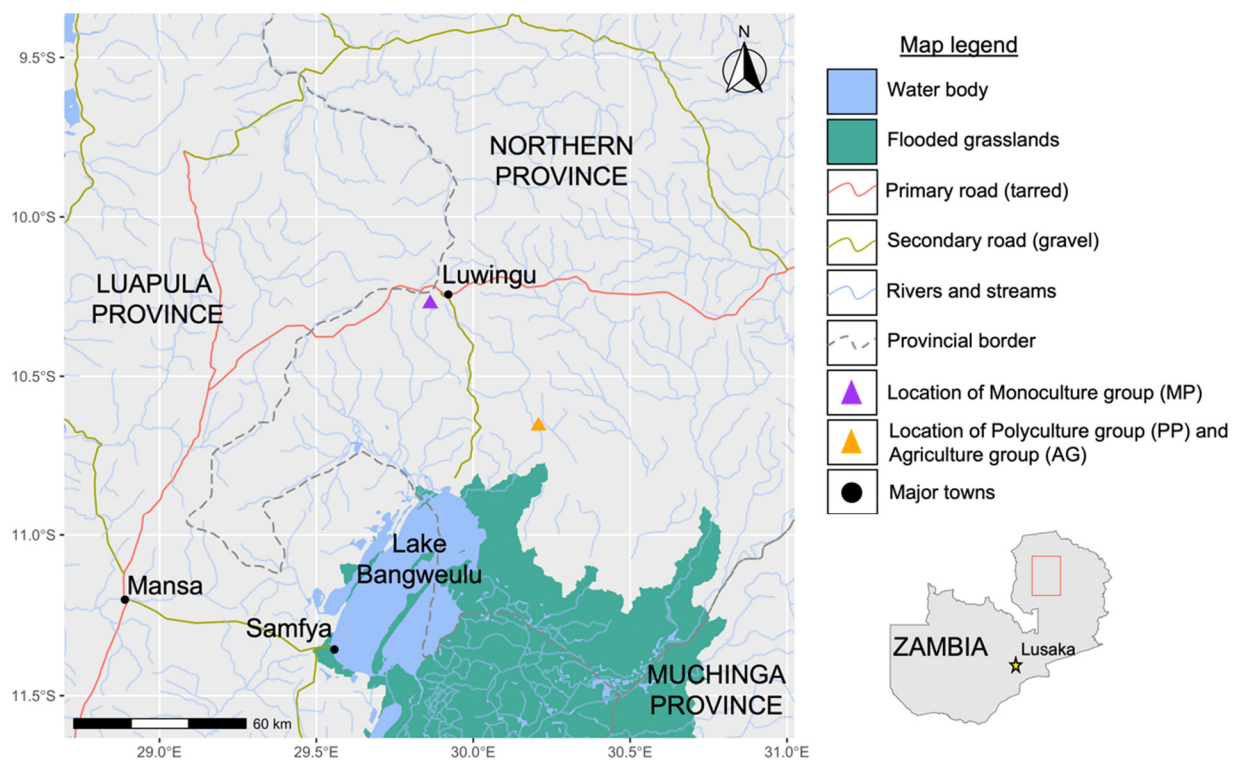 9.5°S
10.0°S
10.5°S
11.0°S
11.5°S
29.0°E
29.5°E
30.0°E
30.5°E
31.0°E
N
NORTHERN
PROVINCE
LUAPULA
PROVINCE
Luwingu
Lake
Bangweulu
Mansa
Samfya
MUCHINGA
PROVINCE
60 km
Map legend
Water body
Flooded grasslands
Primary road (tarred)
Secondary road (gravel)
Rivers and streams
Provincial border
Location of Monoculture group (MP)
Location of Polyculture group (PP) and
Agriculture group (AG)
Major towns
ZAMBIA
Lusaka